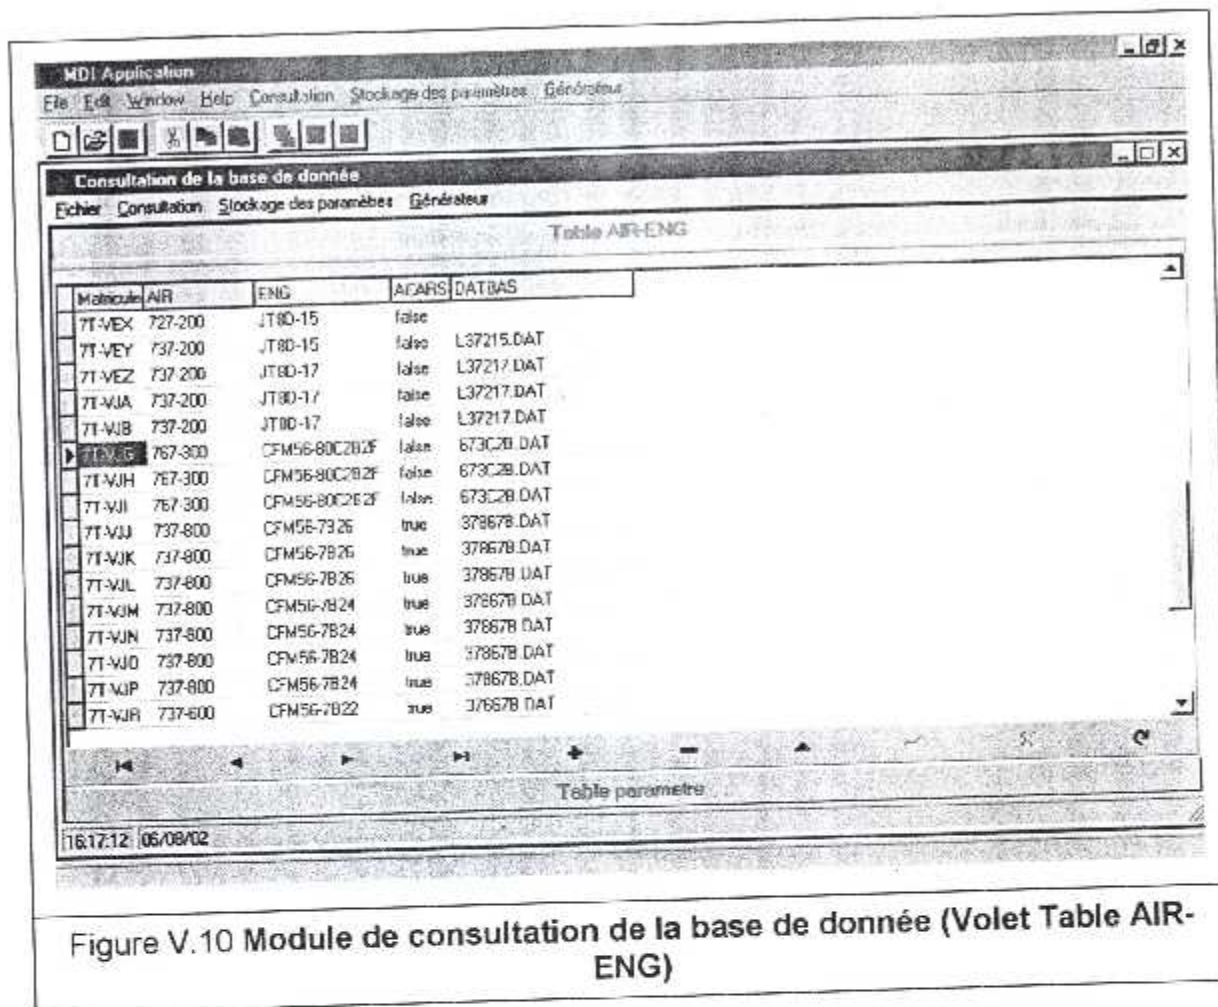 MDI Application
File Edit Window Help Consultation Stockage des paramètres Générateur
Consultation de la base de donnée
Fichier Consultation Stockage des paramètres Générateur
Table AIR-ENG
Matricule AIR ENG ACARS DATBAS
7T-VEX 727-200 JT8D-15 false
7T-VEY 737-200 JT8D-15 false L37215.DAT
7T-VEZ 737-200 JT8D-17 false L37217.DAT
7T-VJA 737-200 JT8D-17 false L37217.DAT
7T-VJB 737-200 JT8D-17 false L37217.DAT
7T-VJG 767-300 CFM56-80C2B2F false 673C2B.DAT
7T-VJH 767-300 CFM56-80C2B2F false 673C2B.DAT
7T-VJI 767-300 CFM56-80C2B2F false 673C2B.DAT
7T-VJJ 737-800 CFM56-7B26 true 37867B.DAT
7T-VJK 737-800 CFM56-7B26 true 37867B.DAT
7T-VJL 737-800 CFM56-7B26 true 37867B.DAT
7T-VJM 737-800 CFM56-7B24 true 37867B.DAT
7T-VJN 737-800 CFM56-7B24 true 37867B.DAT
7T-VJO 737-800 CFM56-7B24 true 37867B.DAT
7T-VJP 737-800 CFM56-7B24 true 37867B.DAT
7T-VJR 737-600 CFM56-7B22 true 37667B.DAT
Table parametre
16:17:12 06/08/02
Figure V.10 Module de consultation de la base de donnée (Volet Table AIR-
ENG)